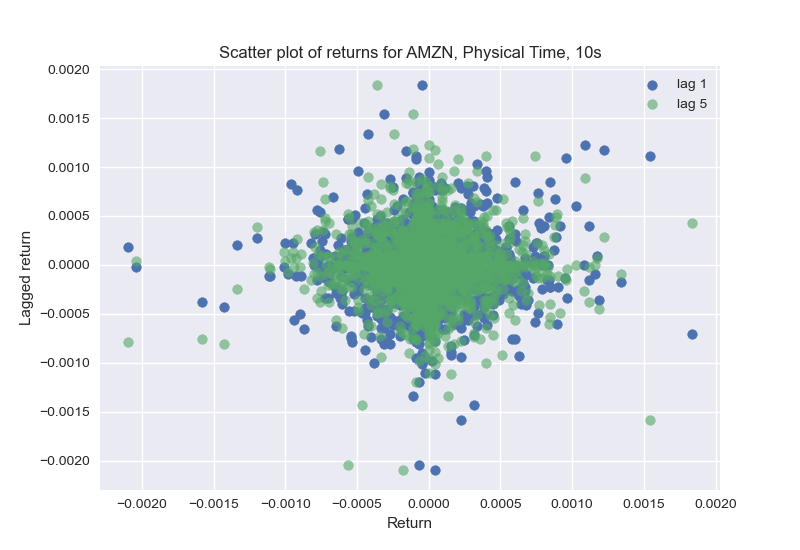 Scatter plot of returns for AMZN, Physical Time, 10s
lag 1
lag 5
0.0020
0.0015
0.0010
0.0005
0.0000
−0.0005
−0.0010
−0.0015
−0.0020
Lagged return
−0.0020 −0.0015 −0.0010 −0.0005 0.0000 0.0005 0.0010 0.0015 0.0020
Return